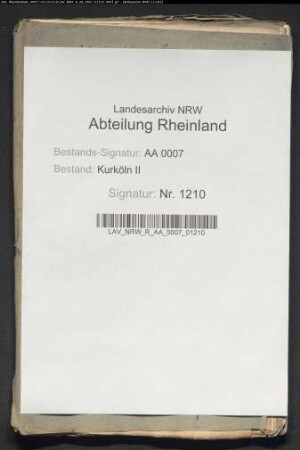 Landesarchiv NRW
Abteilung Rheinland
Bestands-Signatur: AA 0007
Bestand: Kurköln II
Signatur: Nr. 1210
LAV_NRW_R_AA_0007_01210